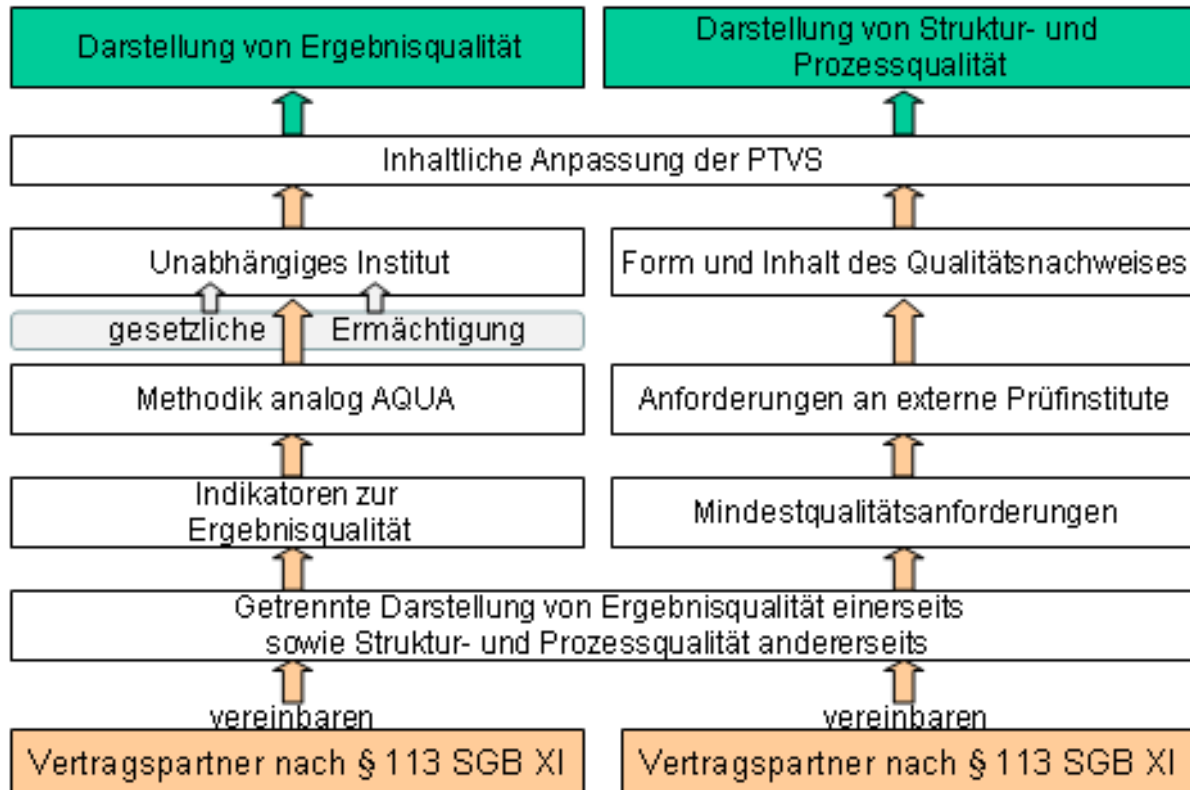 Darstellung von Ergebnisqualität
Darstellung von Struktur- und
Prozessqualität
Inhaltliche Anpassung der PTVS
Unabhängiges Institut
Form und Inhalt des Qualitätsnachweises
gesetzliche Ermächtigung
Methodik analog AQUA
Anforderungen an externe Prüfinstitute
Indikatoren zur
Ergebnisqualität
Mindestqualitätsanforderungen
Getrennte Darstellung von Ergebnisqualität einerseits
sowie Struktur- und Prozessqualität andererseits
vereinbaren
vereinbaren
Vertragspartner nach § 113 SGB XI
Vertragspartner nach § 113 SGB XI